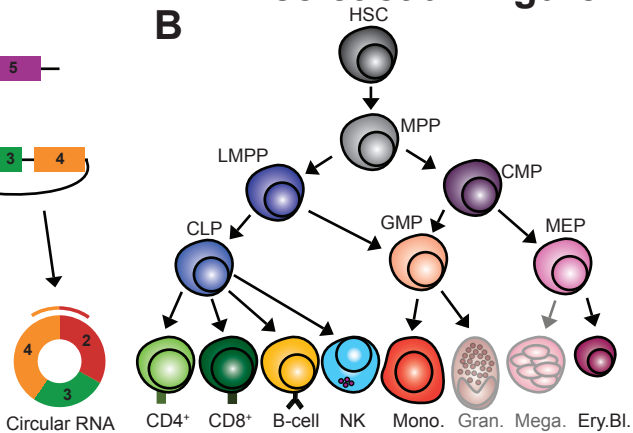 B
HSC
5
MPP
3
4
LMPP
CMP
CLP
GMP
MEP
4
2
3
Circular RNA
CD4⁺
CD8⁺
B-cell
NK
Mono.
Gran.
Mega.
Ery.Bl.